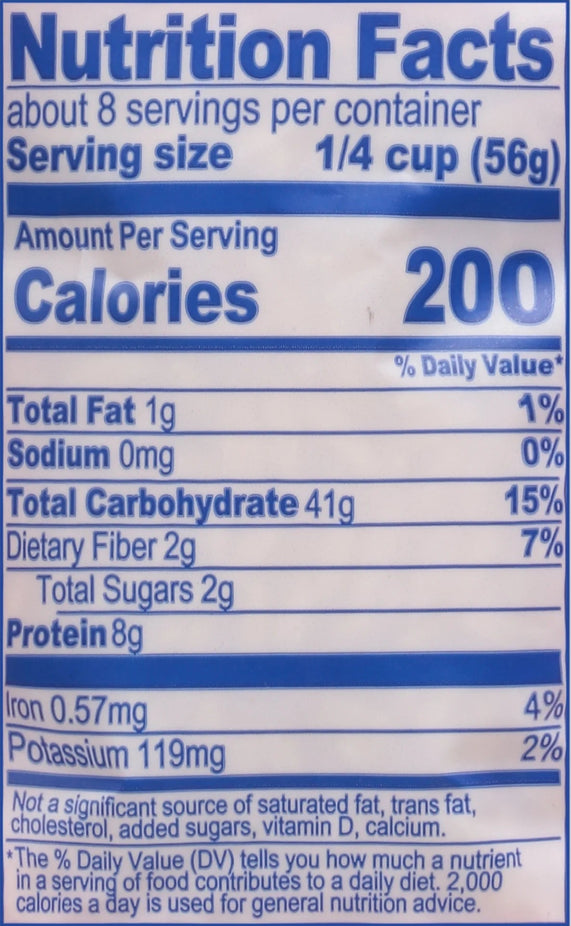 Nutrition Facts
about 8 servings per container
Serving size 1/4 cup (56g)
Amount Per Serving
Calories 200
% Daily Value*
Total Fat 1g 1%
Sodium 0mg 0%
Total Carbohydrate 41g 15%
Dietary Fiber 2g 7%
Total Sugars 2g
Protein 8g
Iron 0.57mg 4%
Potassium 119mg 2%
Not a significant source of saturated fat, trans fat,
cholesterol, added sugars, vitamin D, calcium.
*The % Daily Value (DV) tells you how much a nutrient
in a serving of food contributes to a daily diet. 2,000
calories a day is used for general nutrition advice.